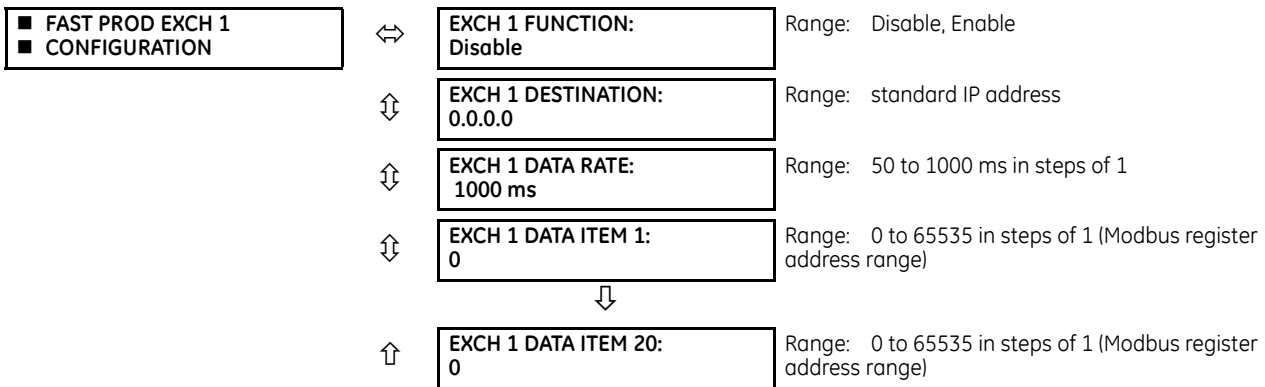 ■ FAST PROD EXCH 1
■ CONFIGURATION
EXCH 1 FUNCTION:
Disable
Range: Disable, Enable
EXCH 1 DESTINATION:
0.0.0.0
Range: standard IP address
EXCH 1 DATA RATE:
1000 ms
Range: 50 to 1000 ms in steps of 1
EXCH 1 DATA ITEM 1:
0
Range: 0 to 65535 in steps of 1 (Modbus register
address range)
EXCH 1 DATA ITEM 20:
0
Range: 0 to 65535 in steps of 1 (Modbus register
address range)